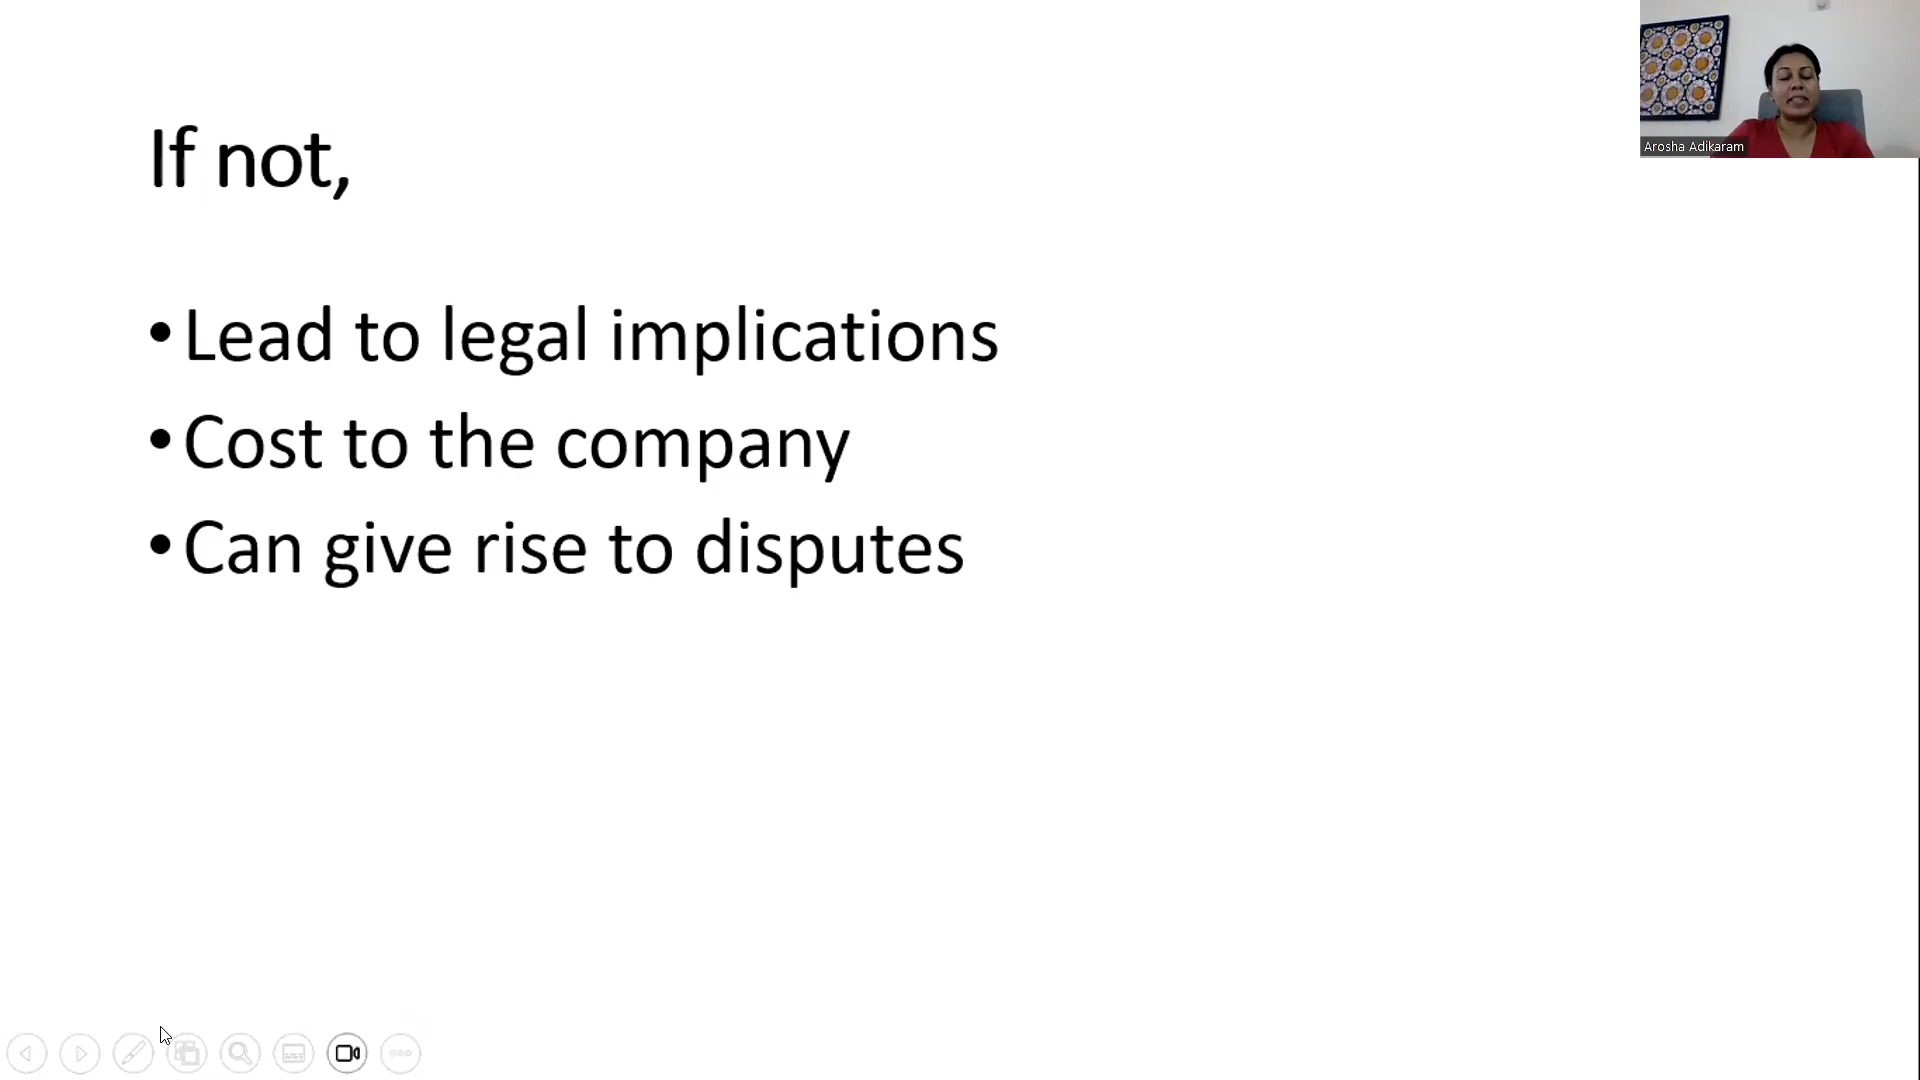 If not,
•Lead to legal implications
•Cost to the company
•Can give rise to disputes
Arosha Adikaram